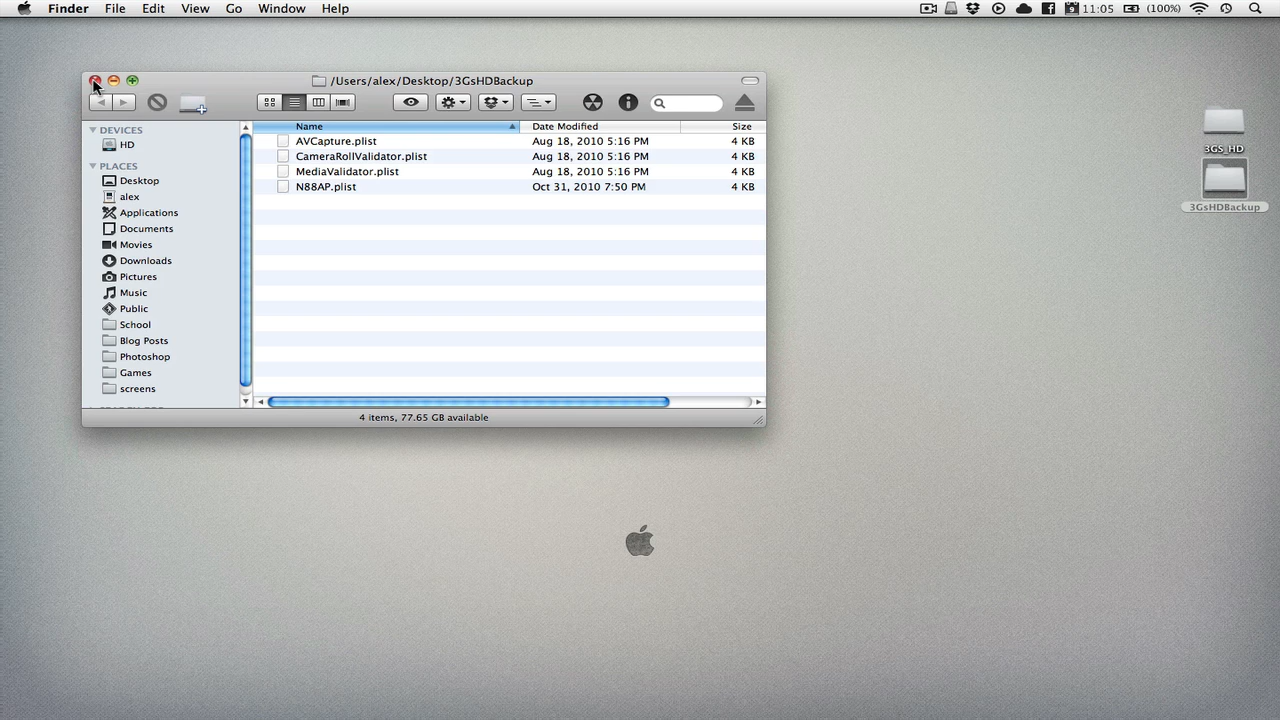 Finder File Edit View Go Window Help 9 11:05 (100%)
/Users/alex/Desktop/3GsHDBackup
DEVICES
HD
PLACES
Desktop
alex
Applications
Documents
Movies
Downloads
Pictures
Music
Public
School
Blog Posts
Photoshop
Games
screens
Name Date Modified Size
AVCapture.plist Aug 18, 2010 5:16 PM 4 KB
CameraRollValidator.plist Aug 18, 2010 5:16 PM 4 KB
MediaValidator.plist Aug 18, 2010 5:16 PM 4 KB
N88AP.plist Oct 31, 2010 7:50 PM 4 KB
4 items, 77.65 GB available
3GS_HD
3GsHDBackup